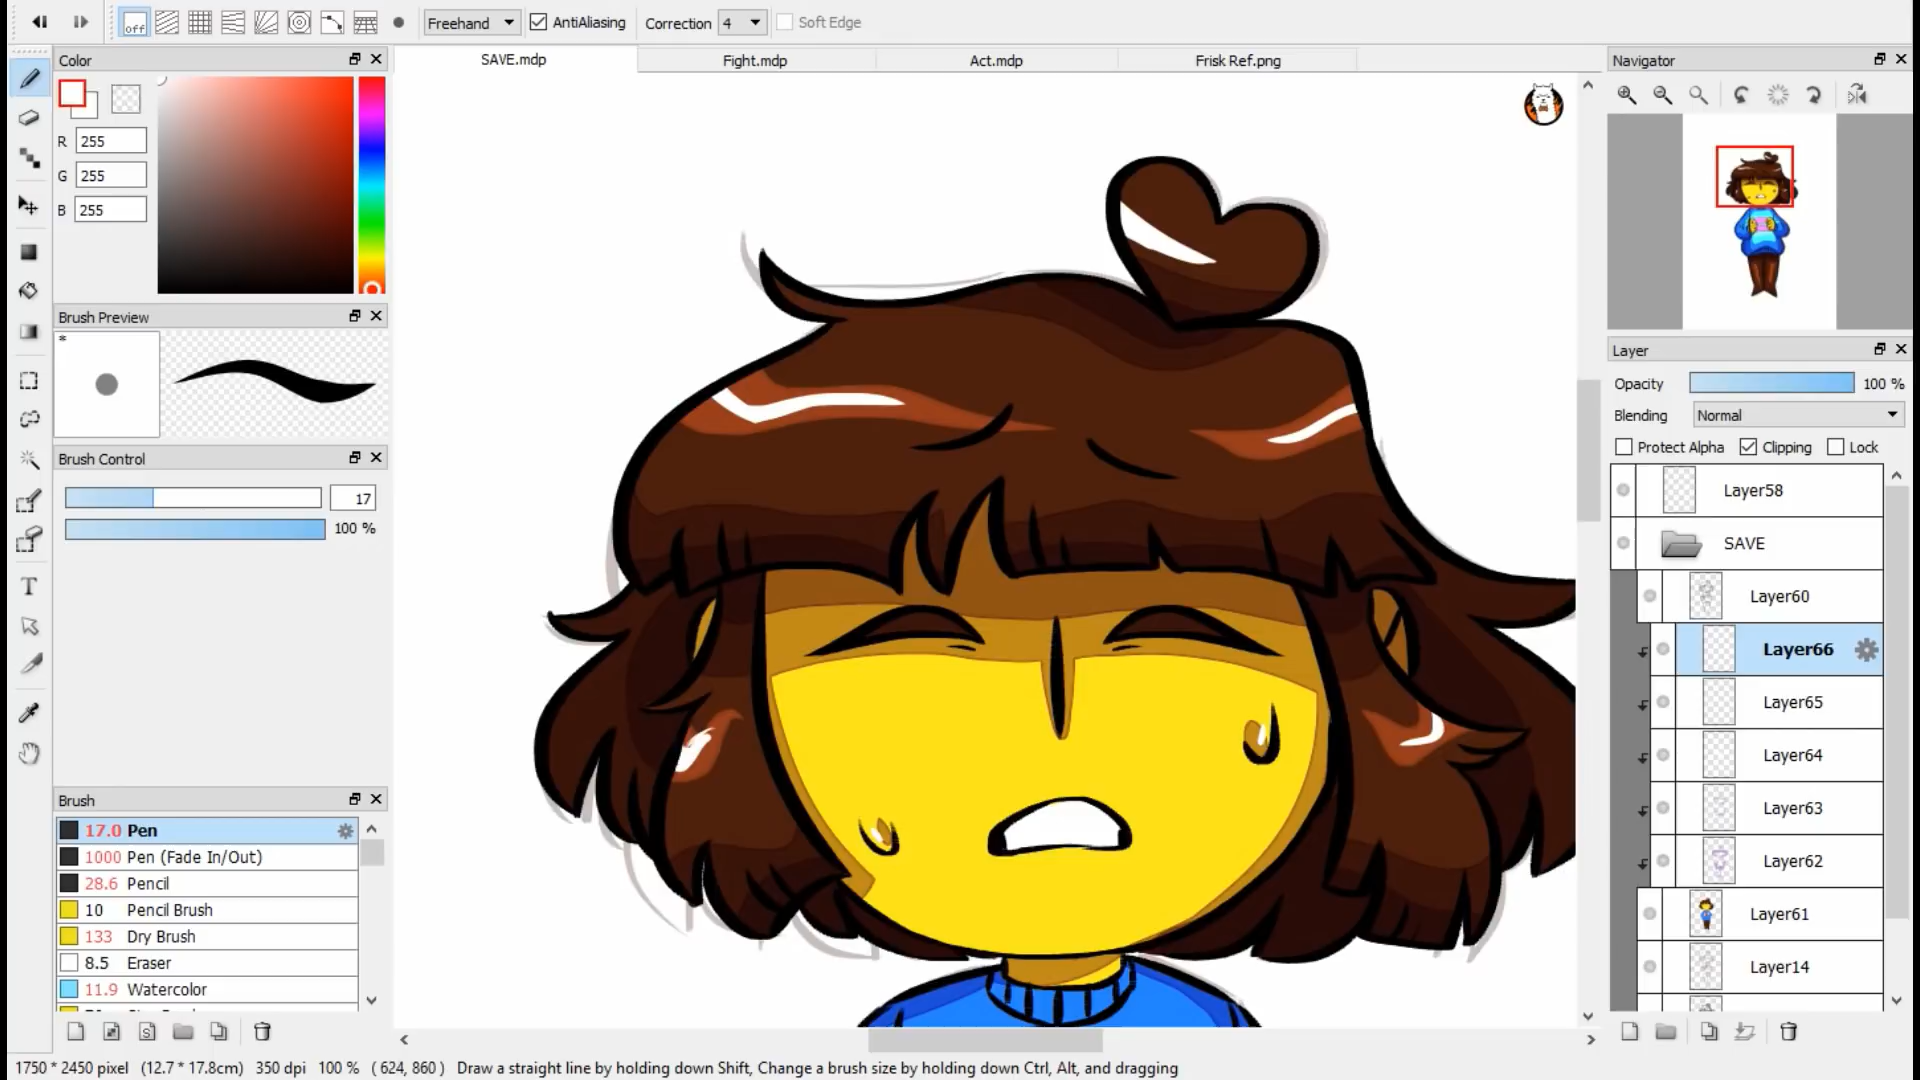 off
Freehand
AntiAliasing
Correction
4
Soft Edge
Color
SAVE.mdp
Fight.mdp
Act.mdp
Frisk Ref.png
Navigator
R 255
G 255
B 255
Brush Preview
*
Layer
Opacity
100 %
Blending
Normal
Protect Alpha
Clipping
Lock
Brush Control
17
100 %
Layer58
SAVE
Layer60
Layer66
Layer65
Layer64
Layer63
Layer62
Layer61
Layer14
T
Brush
17.0 Pen
1000 Pen (Fade In/Out)
28.6 Pencil
10 Pencil Brush
133 Dry Brush
8.5 Eraser
11.9 Watercolor
S
1750 * 2450 pixel (12.7 * 17.8cm) 350 dpi 100 % ( 624, 860 ) Draw a straight line by holding down Shift, Change a brush size by holding down Ctrl, Alt, and dragging